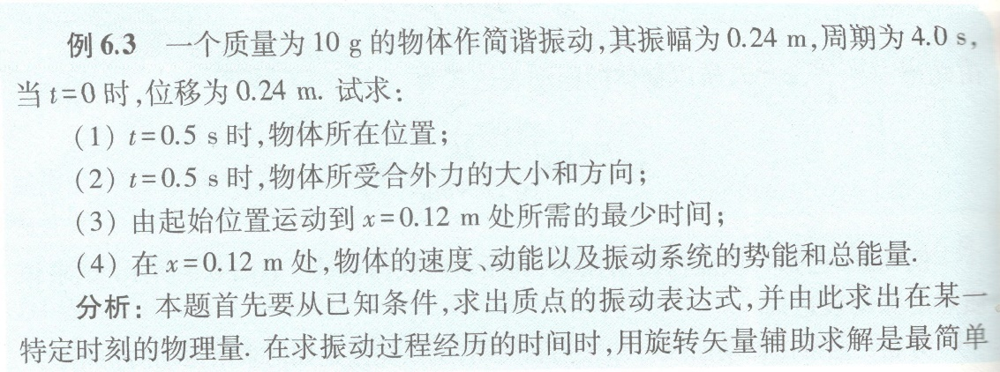 例 6.3 一个质量为 10 g 的物体作简谐振动,其振幅为 0.24 m,周期为 4.0 s,
当 t=0 时,位移为 0.24 m. 试求:
(1) t=0.5 s 时,物体所在位置;
(2) t=0.5 s 时,物体所受合外力的大小和方向;
(3) 由起始位置运动到 x=0.12 m 处所需的最少时间;
(4) 在 x=0.12 m 处,物体的速度、动能以及振动系统的势能和总能量.
分析: 本题首先要从已知条件,求出质点的振动表达式,并由此求出在某一
特定时刻的物理量. 在求振动过程经历的时间时,用旋转矢量辅助求解是最简单